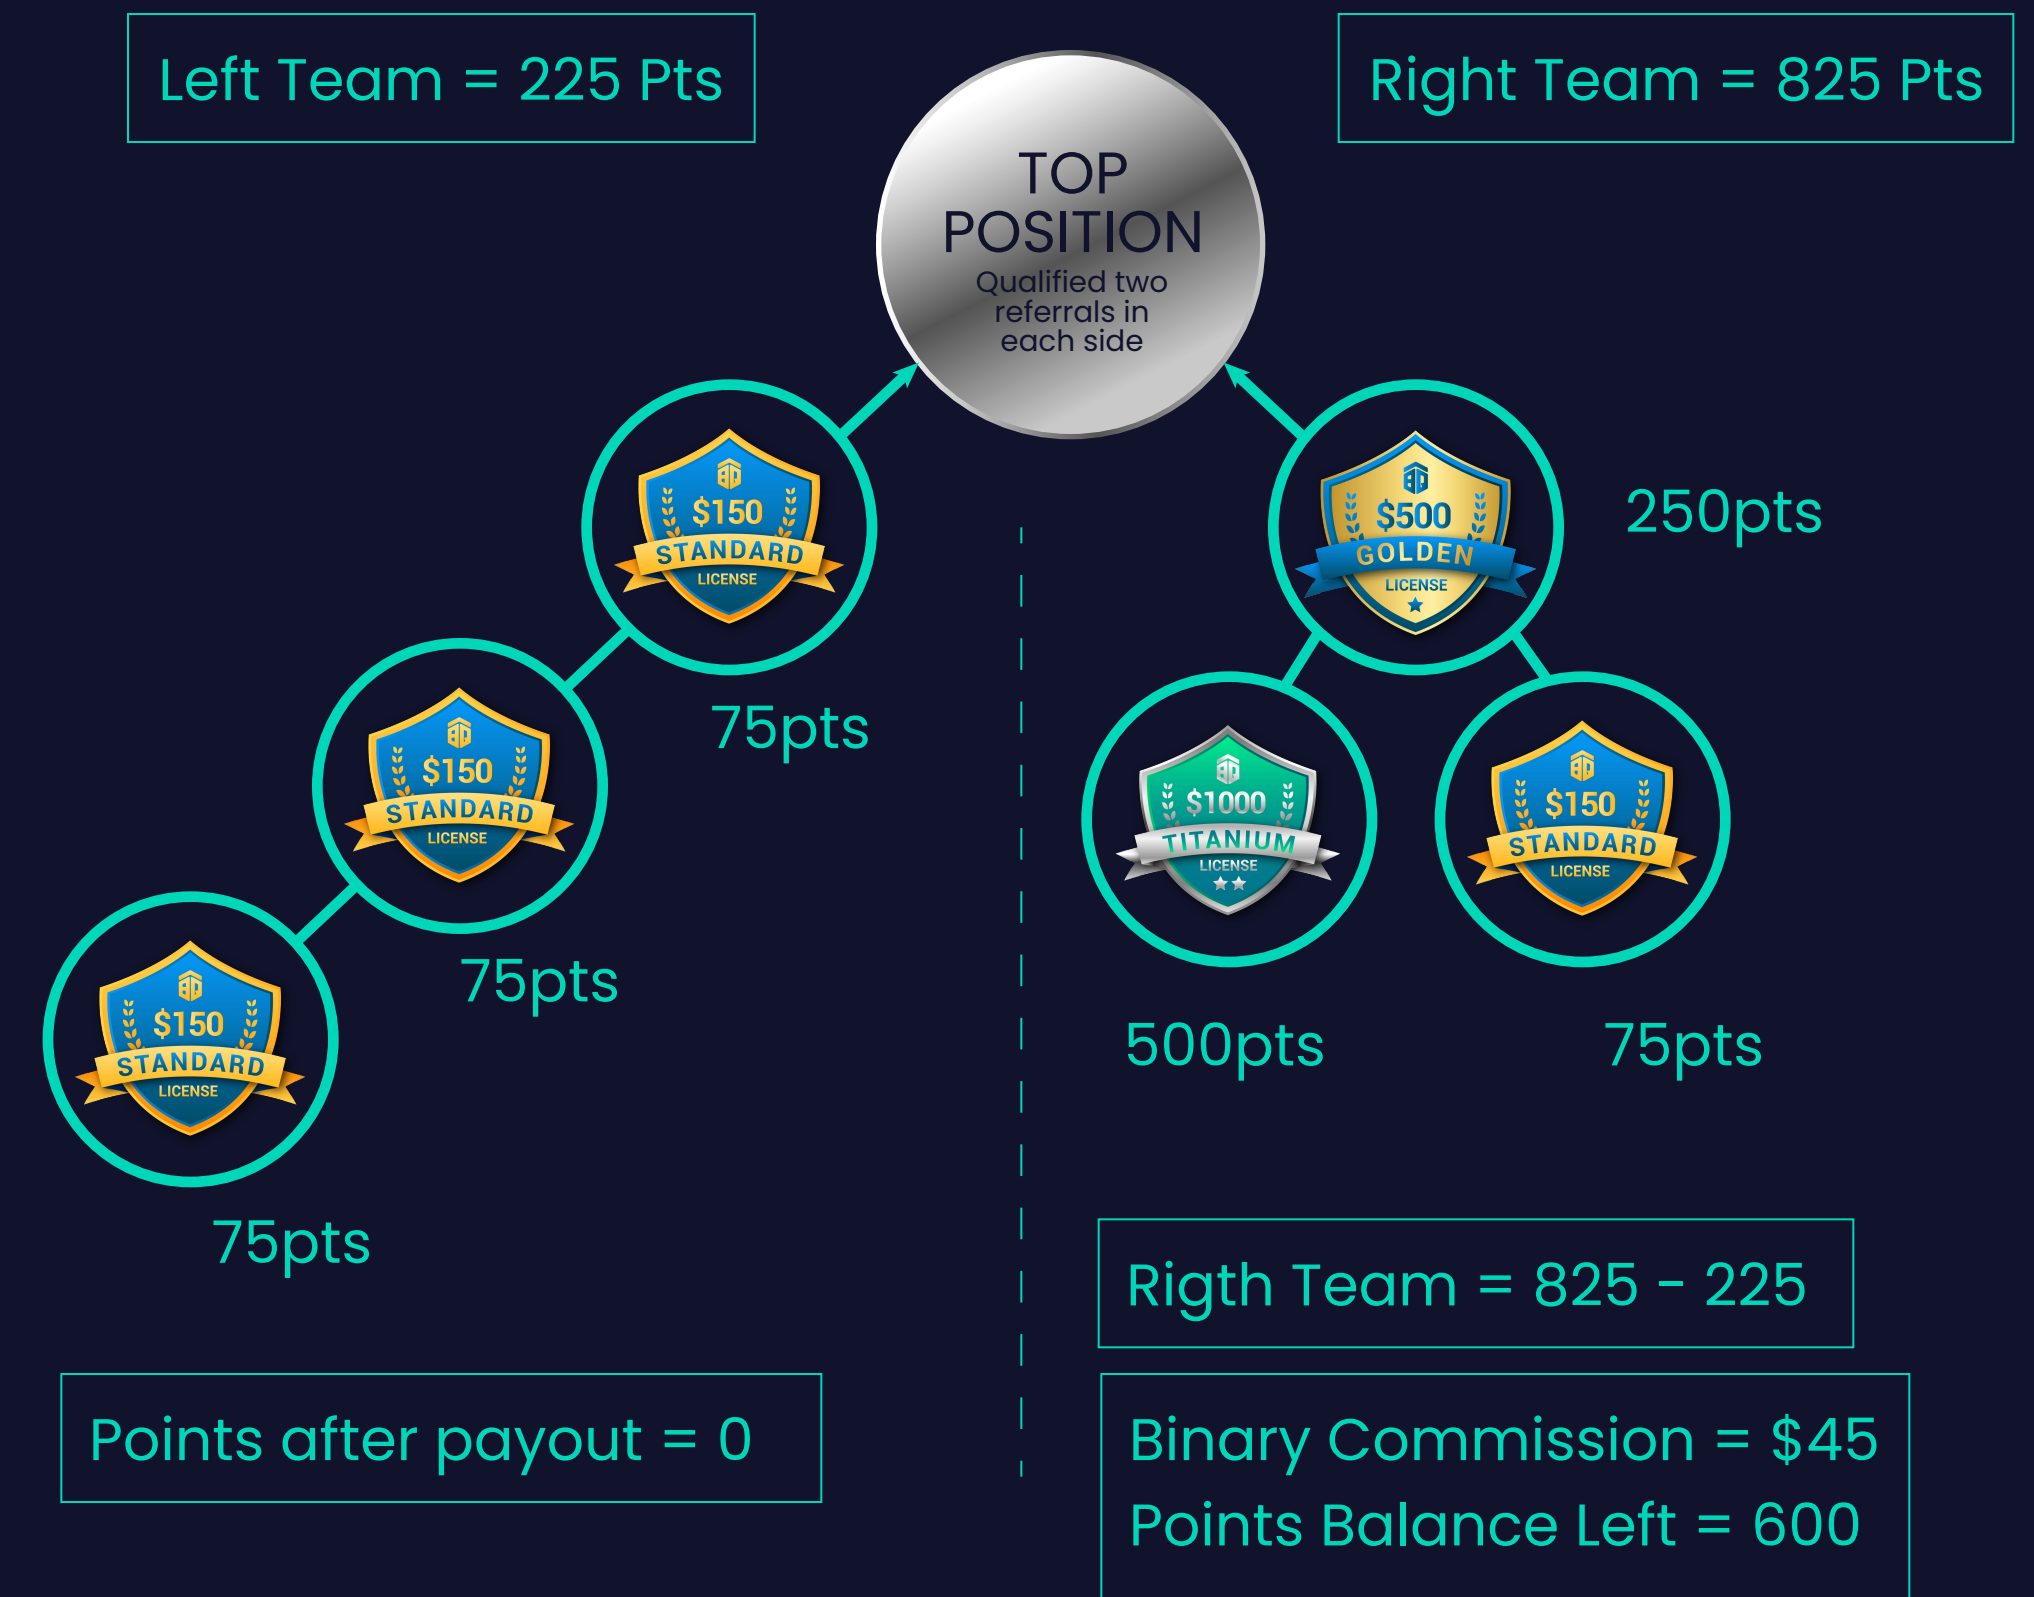 Left Team = 225 Pts
Right Team = 825 Pts
TOP
POSITION
Qualified two
referrals in
each side
$150
STANDARD
LICENSE
75pts
$150
STANDARD
LICENSE
75pts
$150
STANDARD
LICENSE
75pts
$500
GOLDEN
LICENSE
250pts
$1000
TITANIUM
LICENSE
500pts
$150
STANDARD
LICENSE
75pts
Rigth Team = 825 - 225
Points after payout = 0
Binary Commission = $45
Points Balance Left = 600